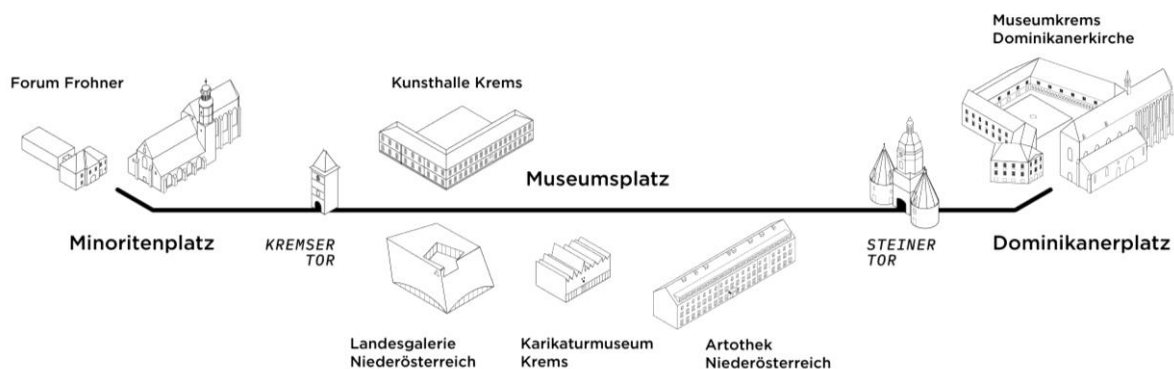 Museumkrems
Dominikanerkirche
Forum Frohner
Kunsthalle Krems
Museumsplatz
Minoritenplatz
KREMSER
TOR
STEINER
TOR
Dominikanerplatz
Landesgalerie
Niederösterreich
Karikaturmuseum
Krems
Artothek
Niederösterreich